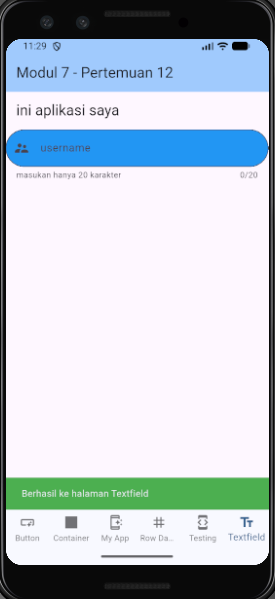 11:29
Modul 7 - Pertemuan 12
ini aplikasi saya
username
masukan hanya 20 karakter 0/20
Berhasil ke halaman Textfield
Button Container My App Row Da... Testing Textfield